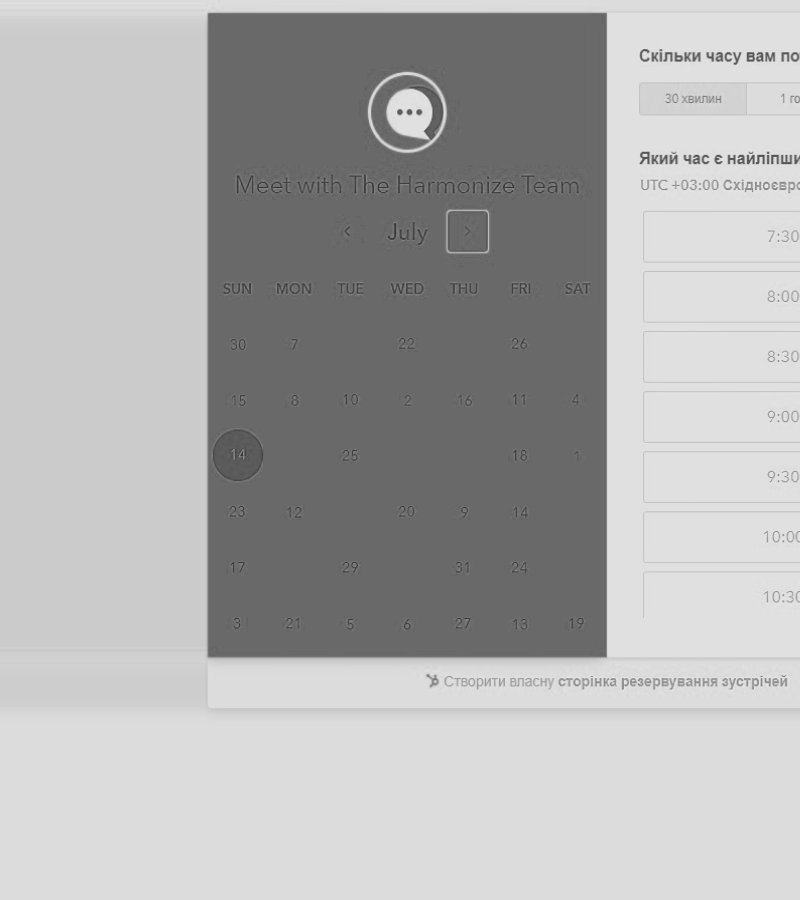 Meet with The Harmonize Team
July
SUN MON TUE WED THU FRI SAT
30 7 22 26
15 8 10 2 16 11 4
14 25 18 1
23 12 20 9 14
17 29 31 24
3 21 5 6 27 13 19
Скільки часу вам по
30 хвилин 1 го
Який час є найліпши
UTC +03:00 Східноєвро
7:30
8:00
8:30
9:00
9:30
10:00
10:30
Створити власну сторінка резервування зустрічей